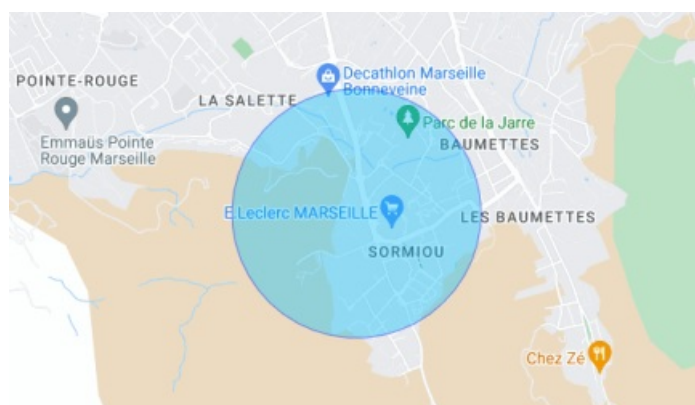 POINTE-ROUGE
Emmaüs Pointe
Rouge Marseille
LA SALETTE
Decathlon Marseille
Bonneveine
Parc de la Jarre
BAUMETTES
E.Leclerc MARSEILLE
LES BAUMETTES
SORMIOU
Chez Zé